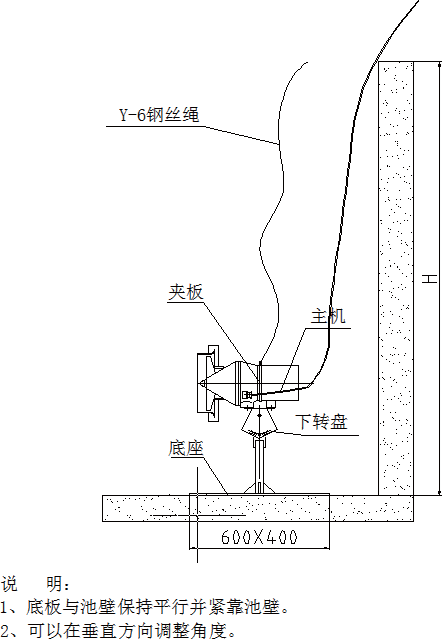 Y-6钢丝绳
H
夹板
主机
下转盘
底座
600X400
说 明:
1、底板与池壁保持平行并紧靠池壁。
2、可以在垂直方向调整角度。